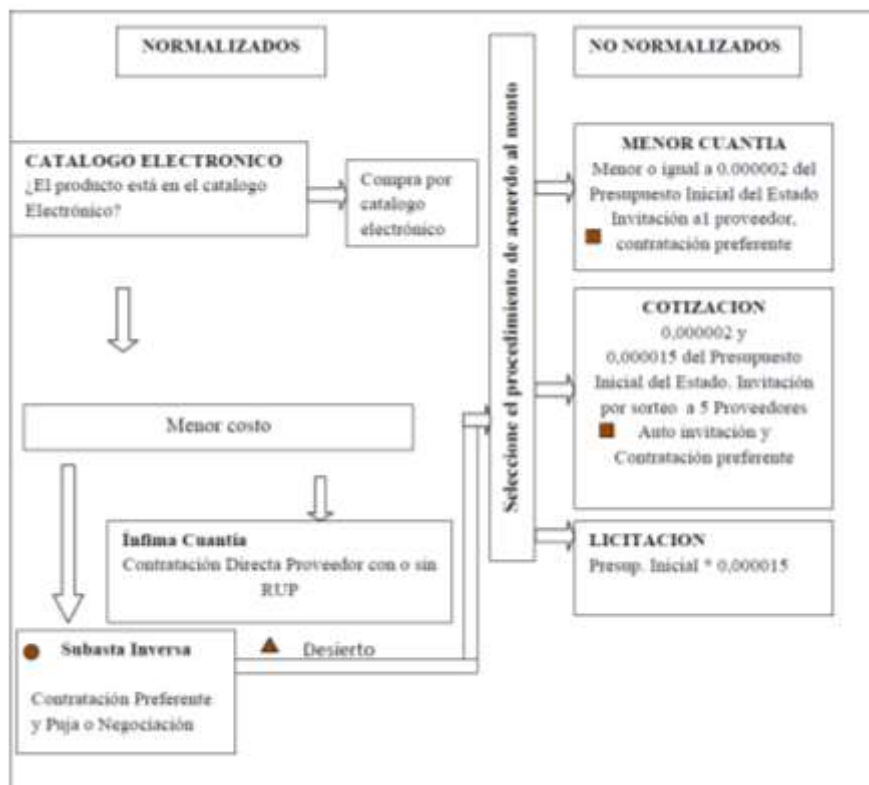 NORMALIZADOS
CATALOGO ELECTRONICO
¿El producto está en el catalogo
Electrónico?
Compra por
catalogo
electrónico
Menor costo
Ínfima Cuantía
Contratación Directa Proveedor con o sin
RUP
Subasta Inversa
Contratación Preferente
y Puja o Negociación
Desierto
Seleccione el procedimiento de acuerdo al monto
NO NORMALIZADOS
MENOR CUANTIA
Menor o igual a 0.000002 del
Presupuesto Inicial del Estado
Invitación a1 proveedor,
contratación preferente
COTIZACION
0,000002 y
0,000015 del Presupuesto
Inicial del Estado. Invitación
por sorteo a 5 Proveedores
Auto invitación y
Contratación preferente
LICITACION
Presup. Inicial * 0,000015